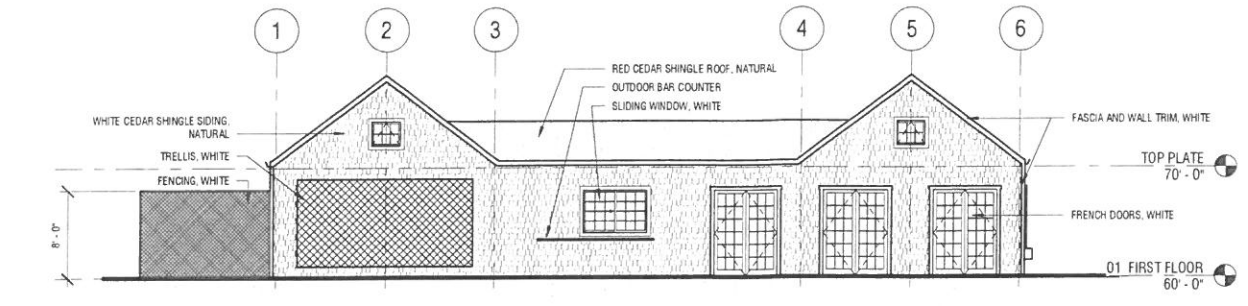 1
2
3
4
5
6
RED CEDAR SHINGLE ROOF, NATURAL
OUTDOOR BAR COUNTER
SLIDING WINDOW, WHITE
WHITE CEDAR SHINGLE SIDING,
NATURAL
TRELLIS, WHITE
FENCING, WHITE
FASCIA AND WALL TRIM, WHITE
TOP PLATE
70' - 0"
FRENCH DOORS, WHITE
8' - 0"
01 FIRST FLOOR
60' - 0"